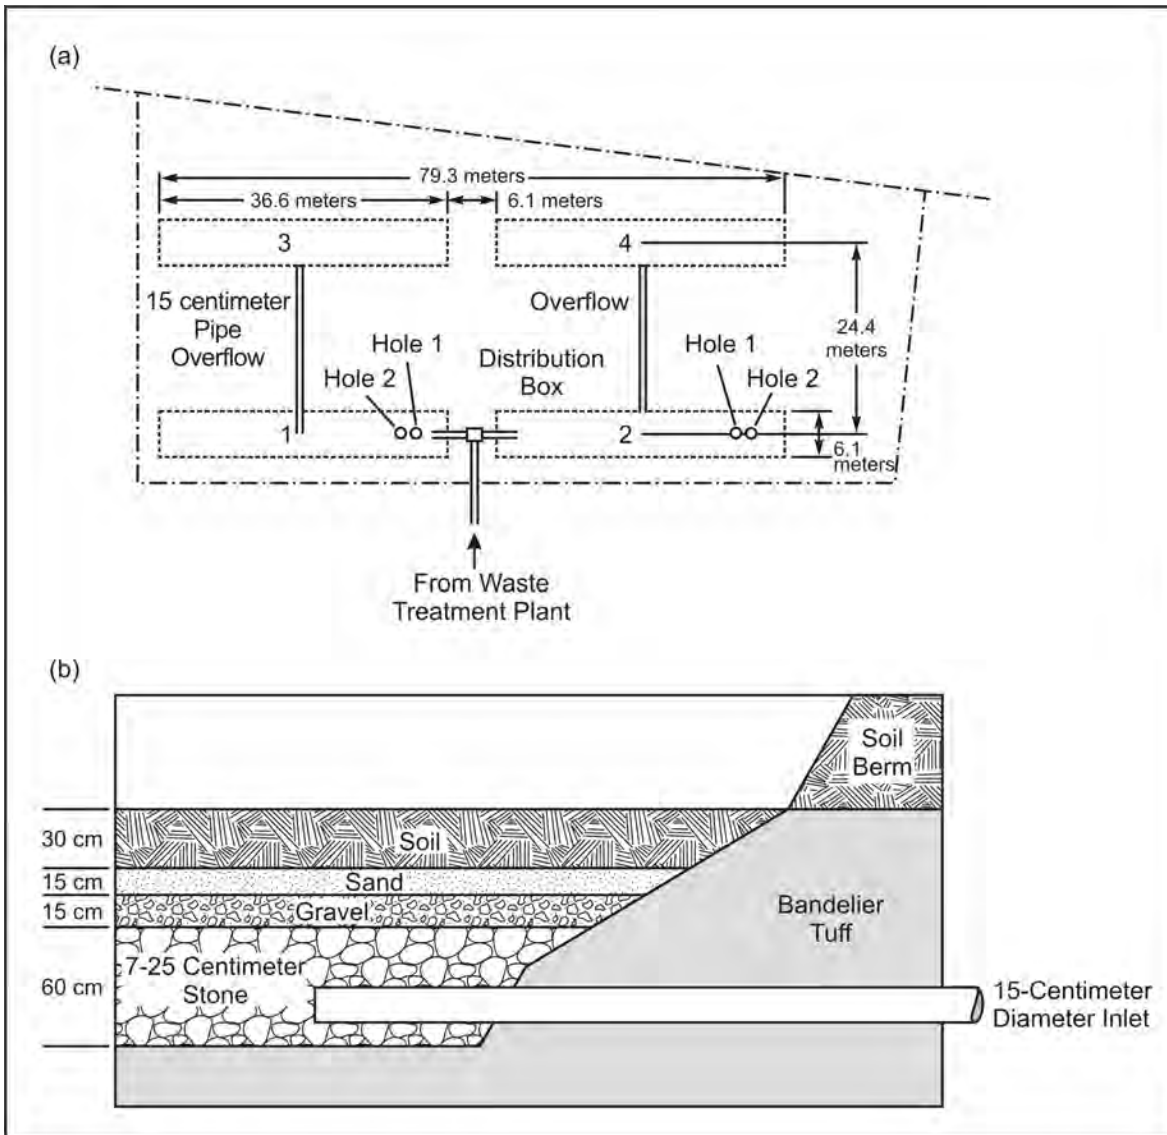 (a)
79.3 meters
36.6 meters
6.1 meters
3
4
15 centimeter
Pipe
Overflow
Overflow
24.4
meters
Hole 1
Hole 2
Distribution
Box
Hole 1
Hole 2
1
2
6.1
meters
From Waste
Treatment Plant
(b)
Soil
Berm
30 cm
Soil
15 cm
Sand
15 cm
Gravel
Bandelier
Tuff
60 cm
7-25 Centimeter
Stone
15-Centimeter
Diameter Inlet